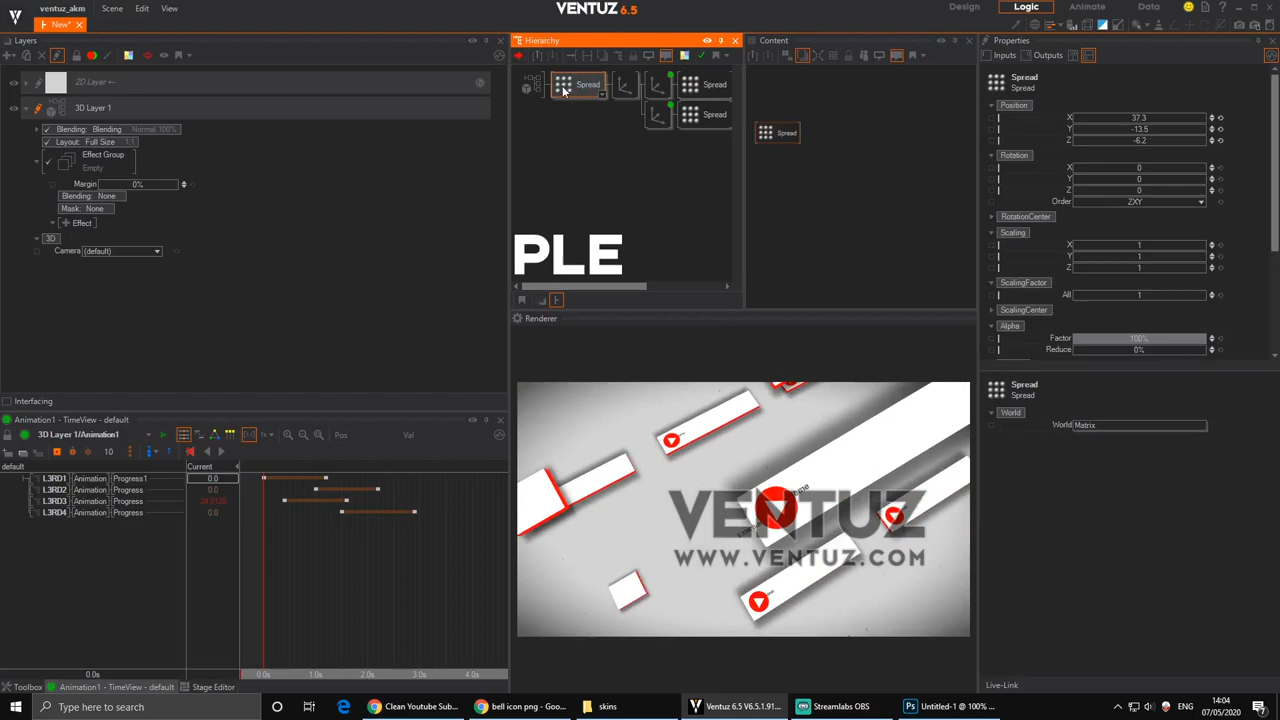 ventuz_akm
Scene
Edit
View
VENTUZ 6.5
Design
Logic
Animate
Data
New*
Layers
2D Layer
3D Layer 1
Blending: Blending
Normal 100%
Layout: Full Size
1:1
Effect Group
Empty
Margin
0%
Blending: None
Mask: None
Effect
3D
Camera
(default)
Interfacing
Hierarchy
Spread
Spread
Spread
PLE
Content
Spread
Renderer
VENTUZ
WWW.VENTUZ.COM
Properties
Inputs
Outputs
Spread
Spread
Position
X 37.3
Y -13.5
Z -6.2
Rotation
X 0
Y 0
Z 0
Order ZXY
RotationCenter
Scaling
X 1
Y 1
Z 1
ScalingFactor
All 1
ScalingCenter
Alpha
Factor 100%
Reduce 0%
Spread
Spread
World
World Matrix
Live-Link
Animation1 - TimeView - default
3D Layer 1/Animation1
Pos
Val
10
default
Current
L3RD1 [Animation] Progress1 0.0
L3RD2 [Animation] Progress 0.0
L3RD3 [Animation] Progress
L3RD4 [Animation] Progress 0.0
0.0s
0.0s
1.0s
2.0s
3.0s
4.0s
Toolbox
Animation1 - TimeView - default
Stage Editor
Type here to search
Clean Youtube Sub...
bell icon png - Goo...
skins
Ventuz 6.5 V6.5.1.91...
Streamlabs OBS
Untitled-1 @ 100% ...
14:04
07/05/2020